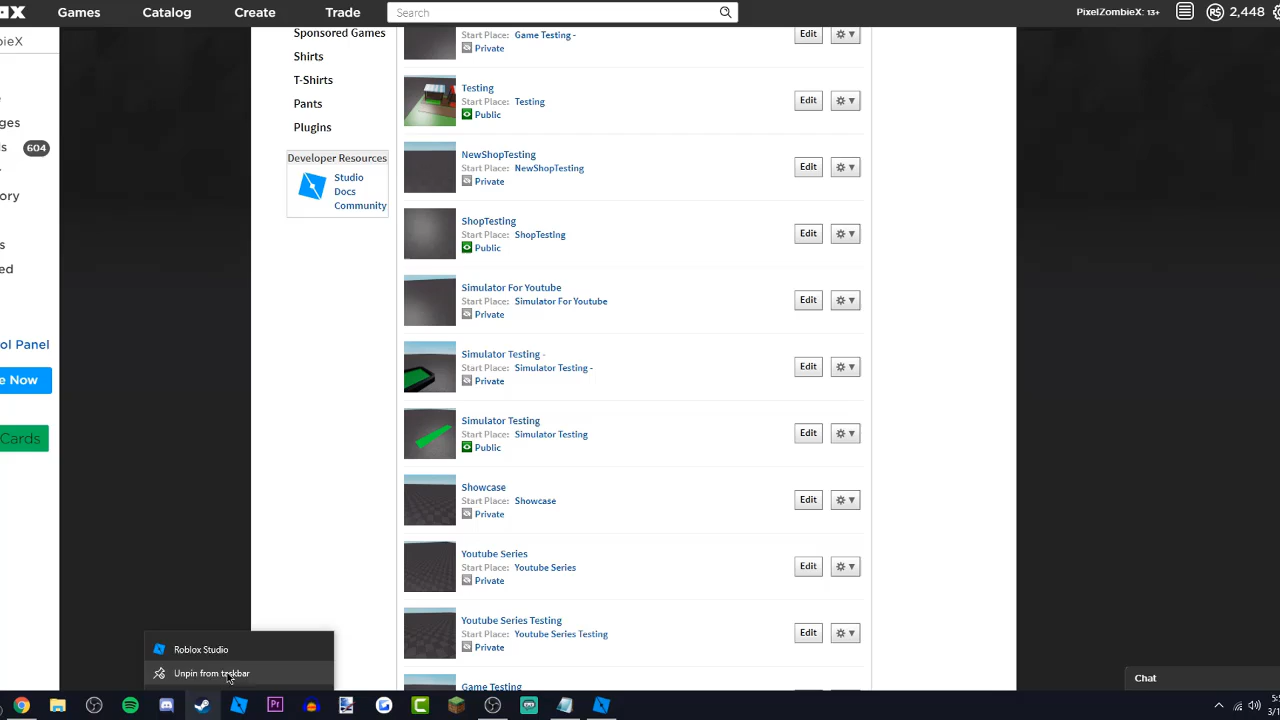 X Games Catalog Create Trade Search PixelatedPixieX: 13+ 2,448
pieX
Sponsored Games
Shirts
T-Shirts
Pants
Plugins
Developer Resources
Studio
Docs
Community
ges
s 604
ory
s
ed
ol Panel
e Now
Cards
Start Place: Game Testing -
Private
Edit
Testing
Start Place: Testing
Public
Edit
NewShopTesting
Start Place: NewShopTesting
Private
Edit
ShopTesting
Start Place: ShopTesting
Public
Edit
Simulator For Youtube
Start Place: Simulator For Youtube
Private
Edit
Simulator Testing -
Start Place: Simulator Testing -
Private
Edit
Simulator Testing
Start Place: Simulator Testing
Public
Edit
Showcase
Start Place: Showcase
Private
Edit
Youtube Series
Start Place: Youtube Series
Private
Edit
Youtube Series Testing
Start Place: Youtube Series Testing
Private
Edit
Game Testing
Roblox Studio
Unpin from taskbar
Chat